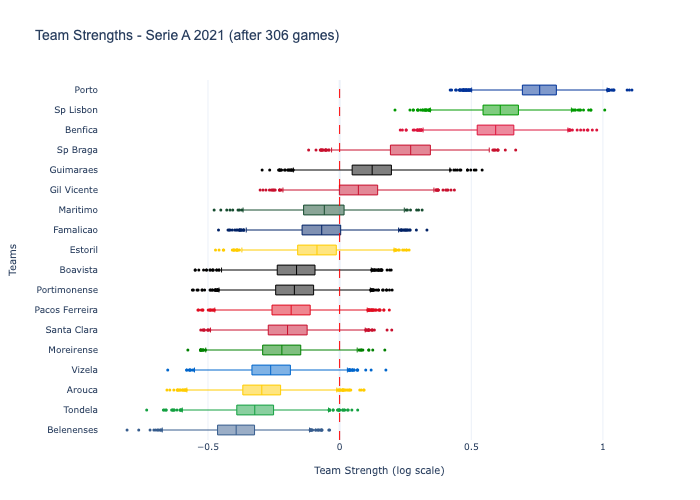 Team Strengths - Serie A 2021 (after 306 games)
Porto
Sp Lisbon
Benfica
Sp Braga
Guimaraes
Gil Vicente
Maritimo
Famalicao
Estoril
Boavista
Portimonense
Pacos Ferreira
Santa Clara
Moreirense
Vizela
Arouca
Tondela
Belenenses
Teams
−0.5 0 0.5 1
Team Strength (log scale)